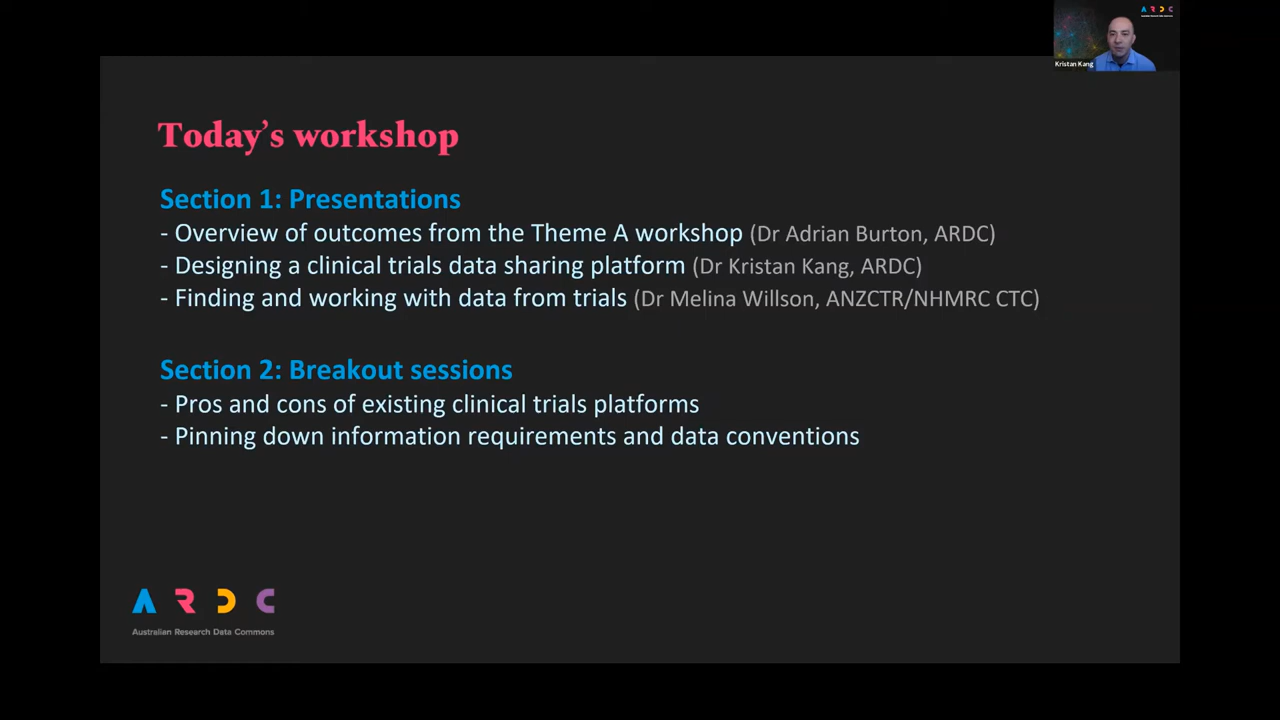 A R D C
Kristan Kang
Today's workshop
Section 1: Presentations
- Overview of outcomes from the Theme A workshop (Dr Adrian Burton, ARDC)
- Designing a clinical trials data sharing platform (Dr Kristan Kang, ARDC)
- Finding and working with data from trials (Dr Melina Willson, ANZCTR/NHMRC CTC)
Section 2: Breakout sessions
- Pros and cons of existing clinical trials platforms
- Pinning down information requirements and data conventions
A R D C
Australian Research Data Commons